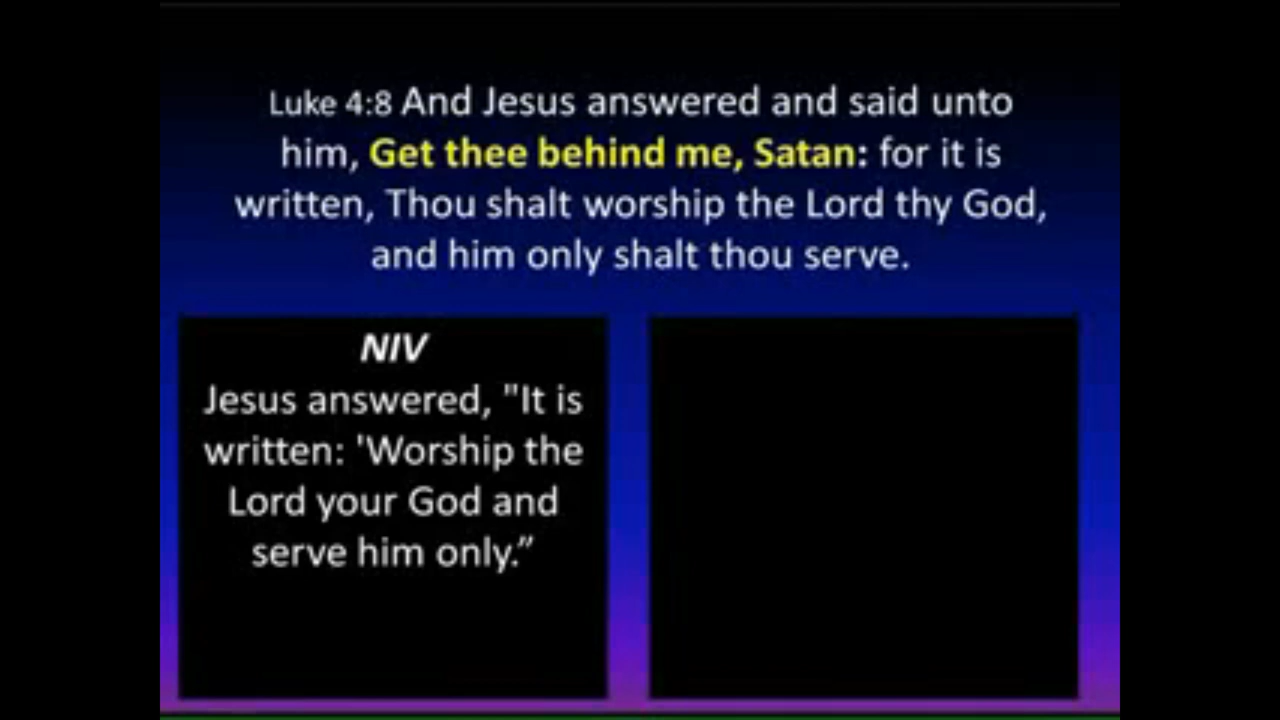 Luke 4:8 And Jesus answered and said unto
him, Get thee behind me, Satan: for it is
written, Thou shalt worship the Lord thy God,
and him only shalt thou serve.
NIV
Jesus answered, "It is
written: 'Worship the
Lord your God and
serve him only.”